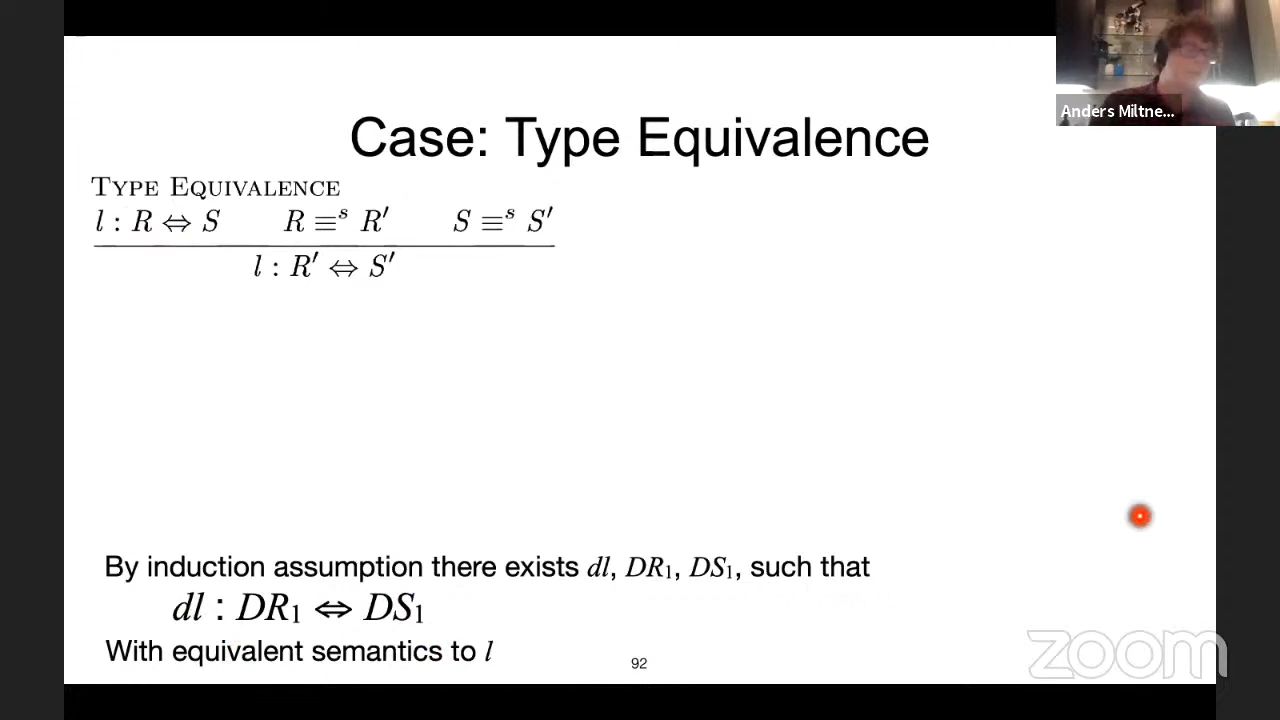 Anders Miltne...
Case: Type Equivalence
TYPE EQUIVALENCE
l : R ⇔ S R ≡ˢ R′ S ≡ˢ S′
l : R′ ⇔ S′
By induction assumption there exists dl, DR₁, DS₁, such that
dl : DR₁ ⇔ DS₁
With equivalent semantics to l
92
zoom